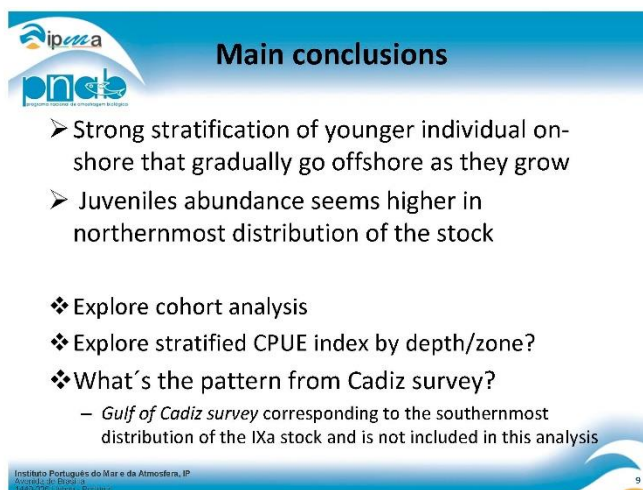 ipma
Main conclusions
pnab
programa nacional de amostragem biológica
➢ Strong stratification of younger individual on-
shore that gradually go offshore as they grow
➢ Juveniles abundance seems higher in
northernmost distribution of the stock
❖ Explore cohort analysis
❖ Explore stratified CPUE index by depth/zone?
❖ What´s the pattern from Cadiz survey?
– Gulf of Cadiz survey corresponding to the southernmost
distribution of the IXa stock and is not included in this analysis
Instituto Português do Mar e da Atmosfera, IP
Avenida de Brasília
9